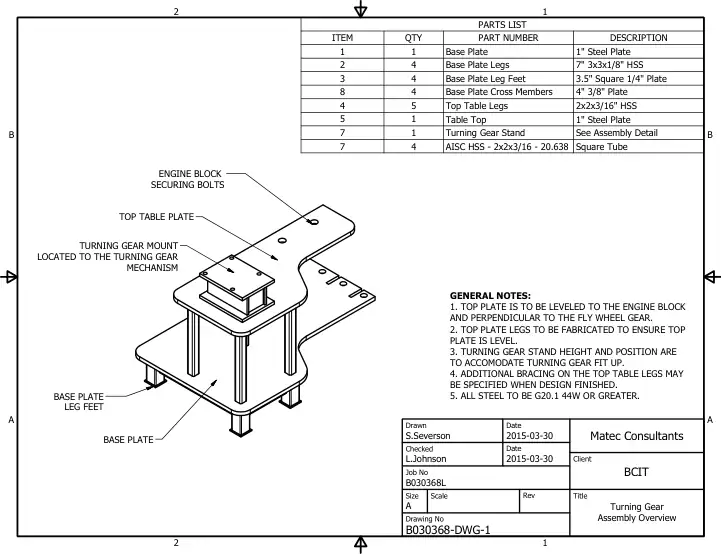 2 1
PARTS LIST
ITEM QTY PART NUMBER DESCRIPTION
1 1 Base Plate 1" Steel Plate
2 4 Base Plate Legs 7" 3x3x1/8" HSS
3 4 Base Plate Leg Feet 3.5" Square 1/4" Plate
8 4 Base Plate Cross Members 4" 3/8" Plate
4 5 Top Table Legs 2x2x3/16" HSS
5 1 Table Top 1" Steel Plate
7 1 Turning Gear Stand See Assembly Detail
7 4 AISC HSS - 2x2x3/16 - 20.638 Square Tube
B B
ENGINE BLOCK
SECURING BOLTS
TOP TABLE PLATE
TURNING GEAR MOUNT
LOCATED TO THE TURNING GEAR
MECHANISM
GENERAL NOTES:
1. TOP PLATE IS TO BE LEVELED TO THE ENGINE BLOCK
AND PERPENDICULAR TO THE FLY WHEEL GEAR.
2. TOP PLATE LEGS TO BE FABRICATED TO ENSURE TOP
PLATE IS LEVEL.
3. TURNING GEAR STAND HEIGHT AND POSITION ARE
TO ACCOMODATE TURNING GEAR FIT UP.
4. ADDITIONAL BRACING ON THE TOP TABLE LEGS MAY
BE SPECIFIED WHEN DESIGN FINISHED.
5. ALL STEEL TO BE G20.1 44W OR GREATER.
BASE PLATE
LEG FEET
BASE PLATE
A A
Drawn Date
S.Severson 2015-03-30
Matec Consultants
Checked Date
L.Johnson 2015-03-30
Client
BCIT
Job No
B030368L
Size Scale Rev
A
Title
Turning Gear
Assembly Overview
Drawing No
B030368-DWG-1
2 1